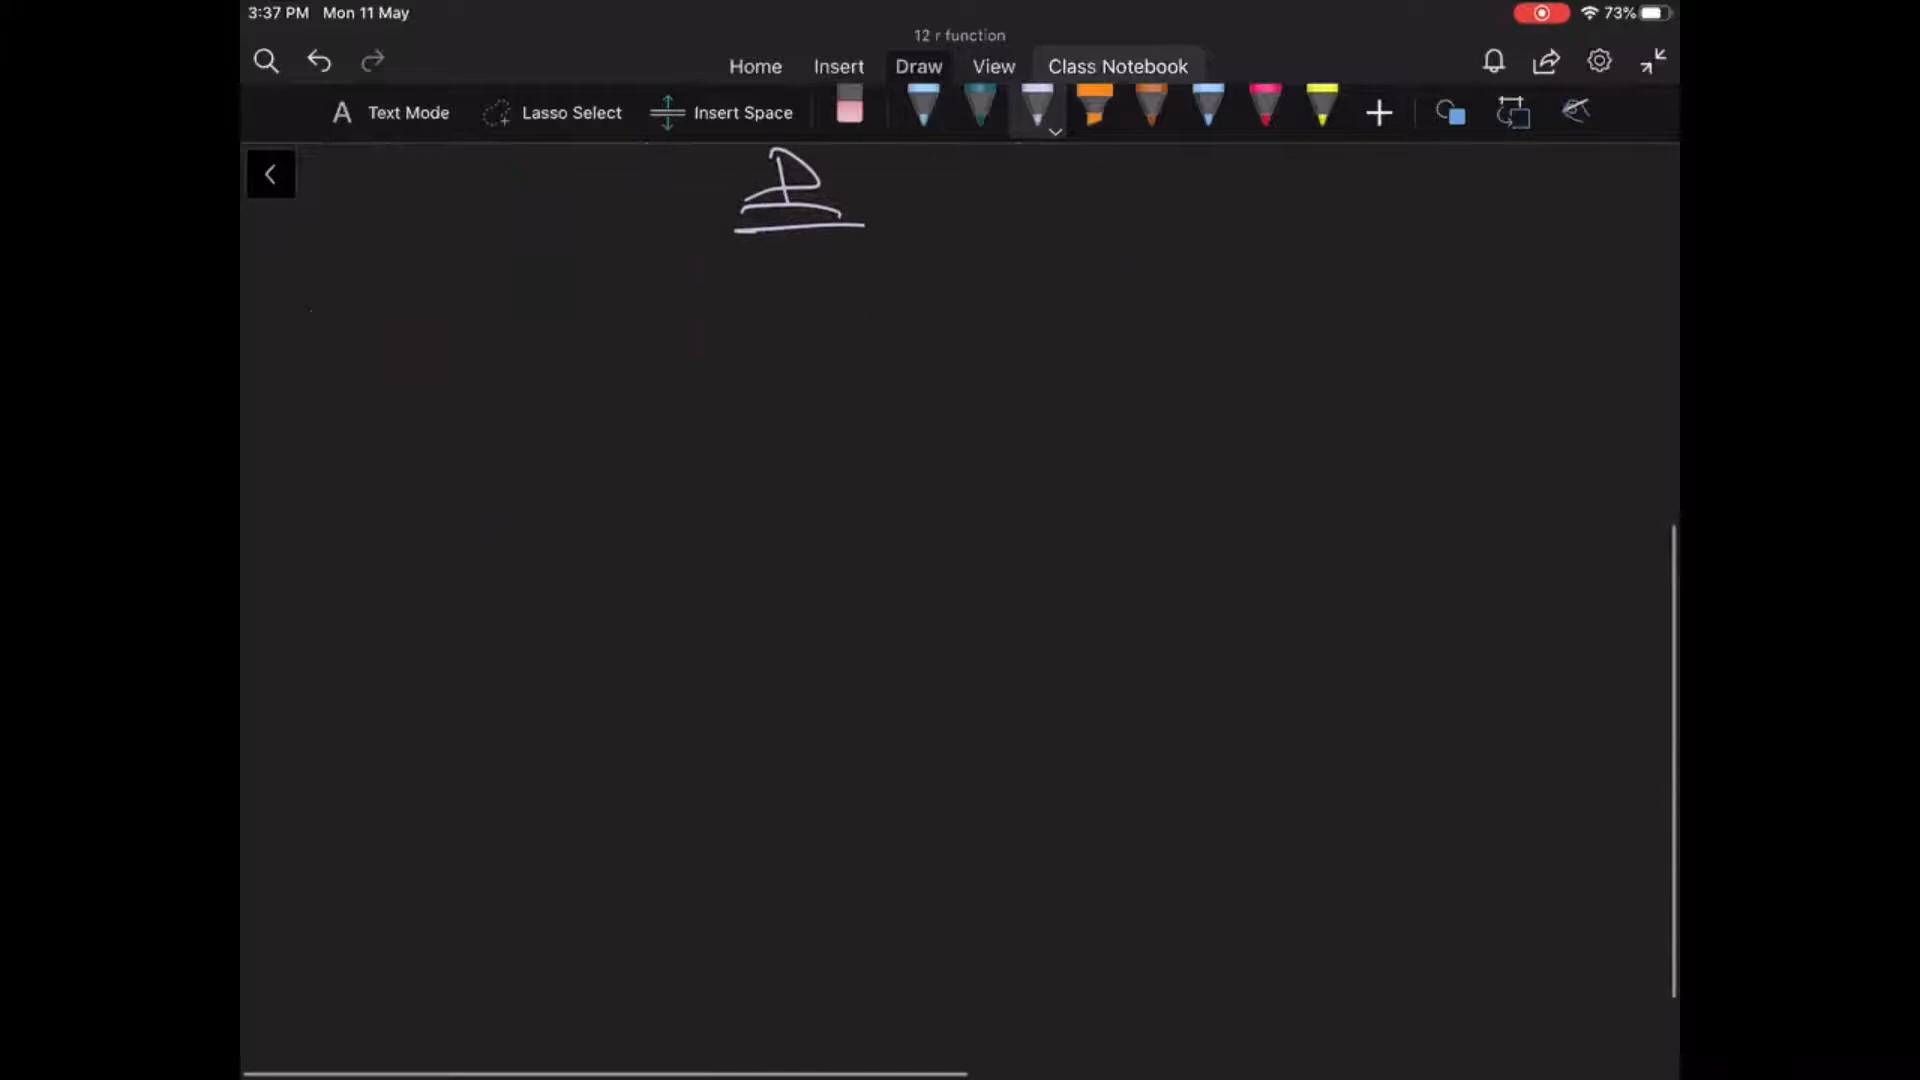 3:37 PM Mon 11 May 73%
12 r function
Home Insert Draw View Class Notebook
A Text Mode Lasso Select Insert Space
D